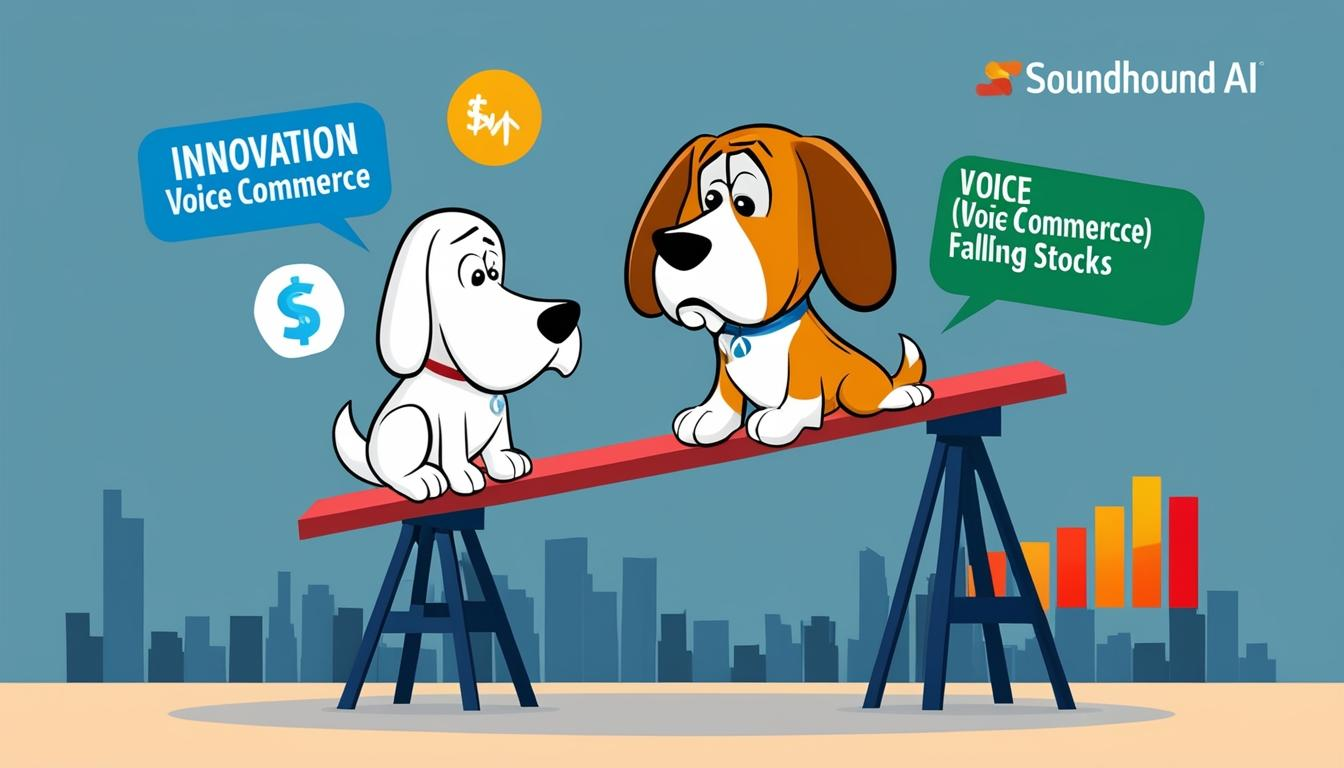 Soundhound AI
INNOVATION
Voice Commerce
$
VOICE
(Voie Commercce)
Falling Stocks